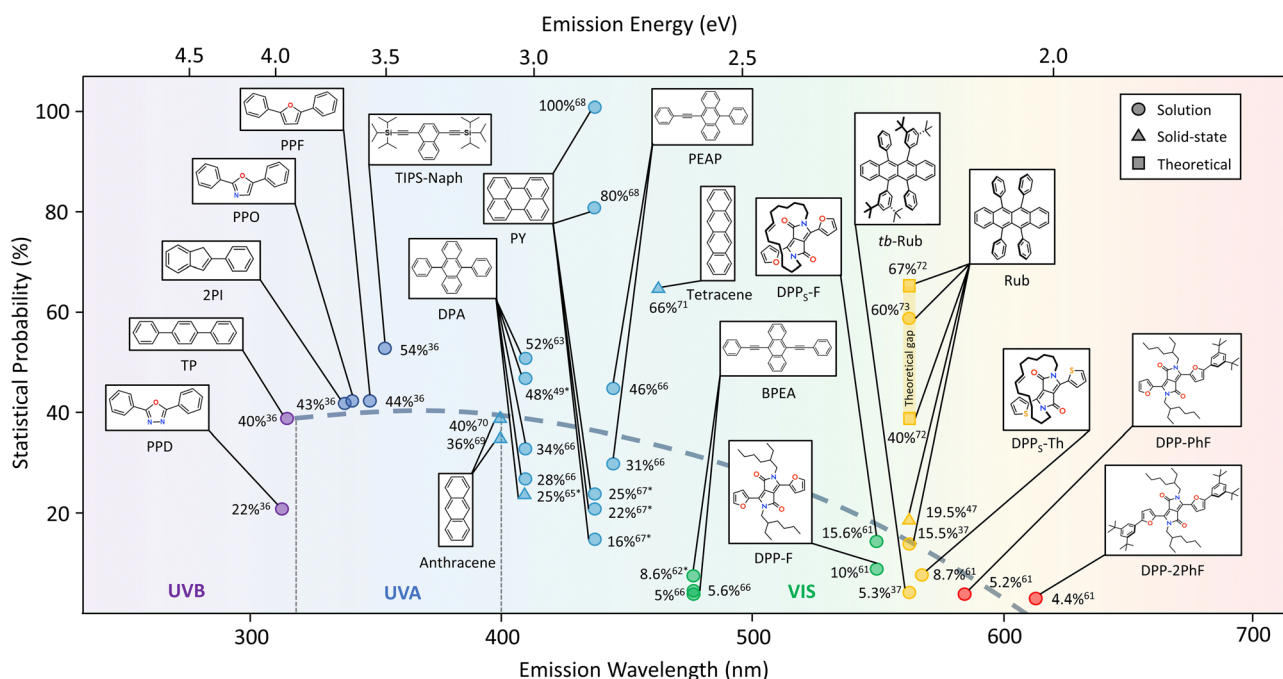 Emission Energy (eV)
4.5 4.0 3.5 3.0 2.5 2.0
Statistical Probability (%)
100
80
60
40
20
PPF
PPO
2PI
TP
PPD
TIPS-Naph
PY
DPA
Anthracene
PEAP
Tetracene
BPEA
DPPS-F
DPP-F
tb-Rub
Rub
DPPS-Th
DPP-PhF
DPP-2PhF
Solution
Solid-state
Theoretical
100%68
80%68
54%36
43%36
44%36
40%36
22%36
52%63
48%49*
40%70
36%69
34%66
28%66
25%65*
66%71
46%66
31%66
25%67*
22%67*
16%67*
8.6%62*
5%66
5.6%66
67%72
60%73
Theoretical gap
40%72
19.5%47
15.6%61
15.5%37
10%61
8.7%61
5.3%37
5.2%61
4.4%61
UVB
UVA
VIS
300 400 500 600 700
Emission Wavelength (nm)